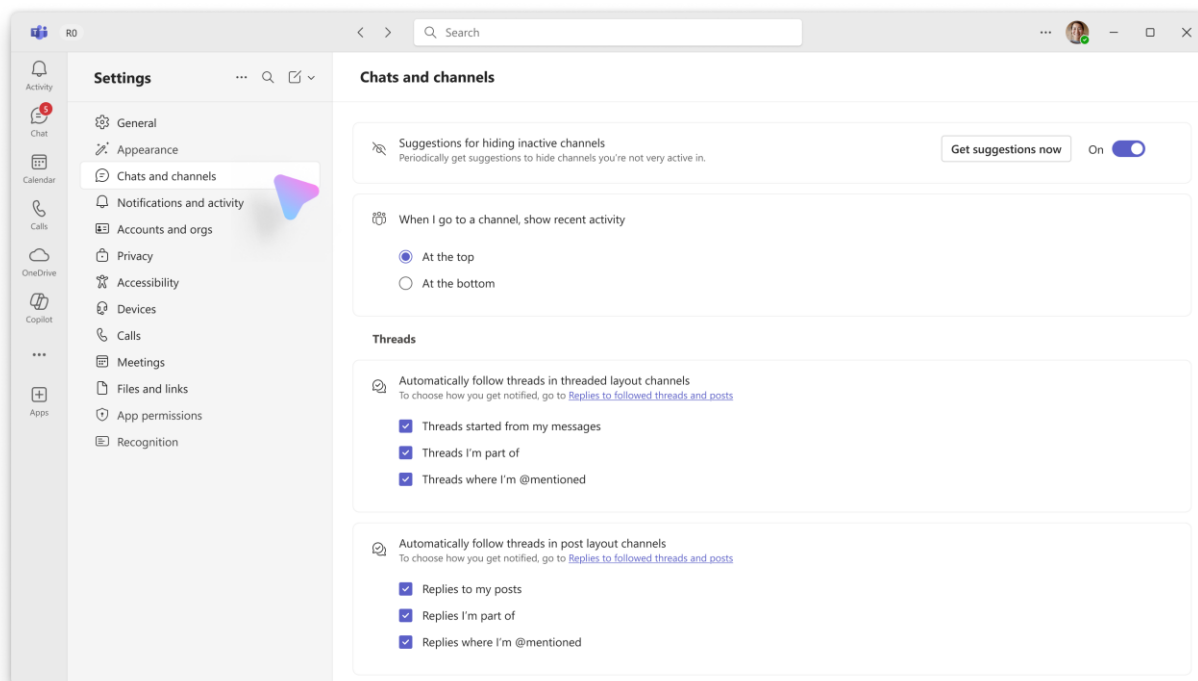 R0
Search
Activity
5
Chat
Calendar
Calls
OneDrive
Copilot
Apps
Settings
General
Appearance
Chats and channels
Notifications and activity
Accounts and orgs
Privacy
Accessibility
Devices
Calls
Meetings
Files and links
App permissions
Recognition
Chats and channels
Suggestions for hiding inactive channels
Periodically get suggestions to hide channels you're not very active in.
Get suggestions now
On
When I go to a channel, show recent activity
At the top
At the bottom
Threads
Automatically follow threads in threaded layout channels
To choose how you get notified, go to Replies to followed threads and posts
Threads started from my messages
Threads I'm part of
Threads where I'm @mentioned
Automatically follow threads in post layout channels
To choose how you get notified, go to Replies to followed threads and posts
Replies to my posts
Replies I'm part of
Replies where I'm @mentioned